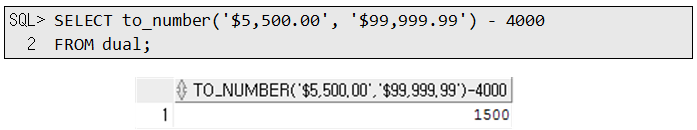 SQL> SELECT to_number('$5,500.00', '$99,999.99') - 4000
2 FROM dual;
TO_NUMBER('$5,500,00','$99,999,99')-4000
1 1500